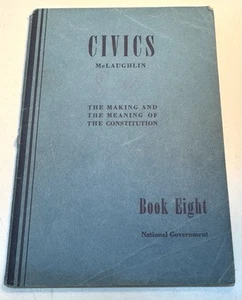 CIVICS
McLAUGHLIN
THE MAKING AND
THE MEANING OF
THE CONSTITUTION
Book Eight
National Government